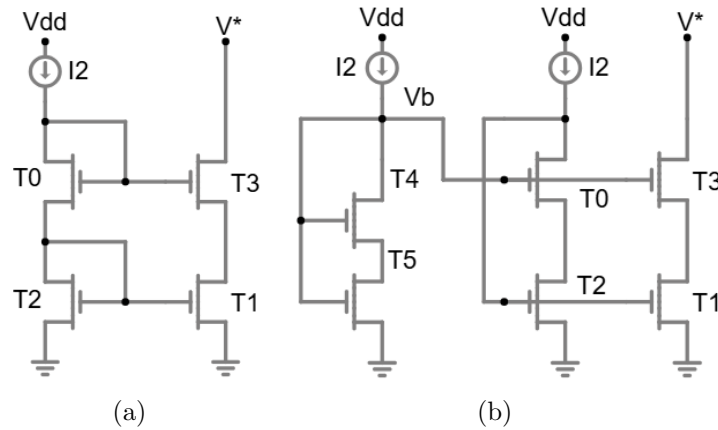 Vdd V* Vdd Vdd V*
I2 I2 I2
Vb
T0 T3 T4 T0 T3
T5
T2 T1 T2 T1
(a) (b)